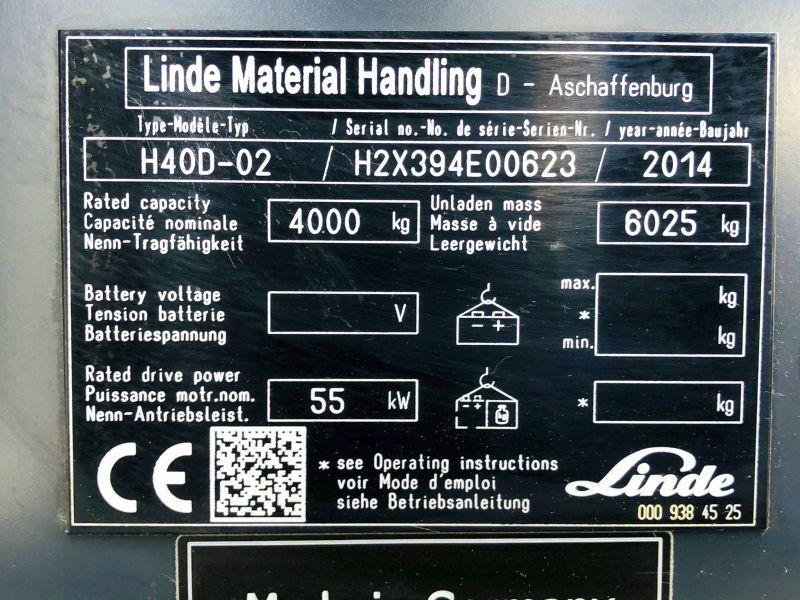 Linde Material Handling D - Aschaffenburg
Type-Modèle-Typ / Serial no.-No. de série-Serien-Nr. / year-année-Baujahr
H40D-02 / H2X394E00623 / 2014
Rated capacity
Capacité nominale
Nenn-Tragfähigkeit
4000 kg
Unladen mass
Masse à vide
Leergewicht
6025 kg
Battery voltage
Tension batterie
Batteriespannung
V
max. kg
*
min. kg
Rated drive power
Puissance motr.nom.
Nenn-Antriebsleist.
55 kW
* kg
CE
* see Operating instructions
voir Mode d'emploi
siehe Betriebsanleitung
Linde
000 938 45 25
Made in Germany